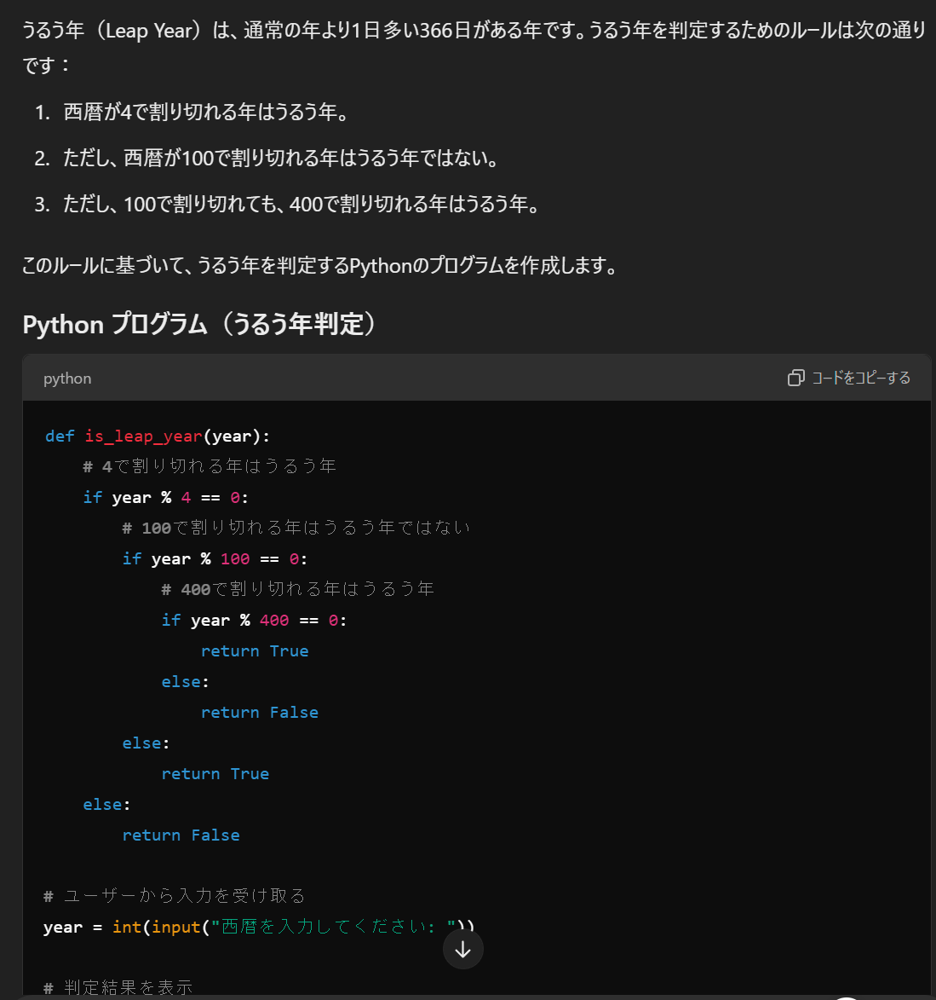 うるう年（Leap Year）は、通常の年より1日多い366日がある年です。うるう年を判定するためのルールは次の通り
です：
1. 西暦が4で割り切れる年はうるう年。
2. ただし、西暦が100で割り切れる年はうるう年ではない。
3. ただし、100で割り切れても、400で割り切れる年はうるう年。
このルールに基づいて、うるう年を判定するPythonのプログラムを作成します。
Python プログラム（うるう年判定）
python
コードをコピーする
def is_leap_year(year):
    # 4で割り切れる年はうるう年
    if year % 4 == 0:
        # 100で割り切れる年はうるう年ではない
        if year % 100 == 0:
            # 400で割り切れる年はうるう年
            if year % 400 == 0:
                return True
            else:
                return False
        else:
            return True
    else:
        return False
# ユーザーから入力を受け取る
year = int(input("西暦を入力してください: "))
# 判定結果を表示